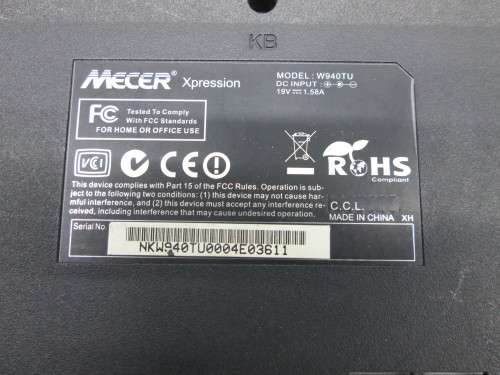 KB
MECER® Xpression
MODEL: W940TU
DC INPUT:
19V 1.58A
FC Tested To Comply
With FCC Standards
FOR HOME OR OFFICE USE
VCI CE
ROHS
Compliant
This device complies with Part 15 of the FCC Rules. Operation is sub-
ject to the following two conditions: (1) this device may not cause har-
mful interference, and (2) this device must accept any interference re-
ceived, including interference that may cause undesired operation.
C.C.L.
MADE IN CHINA XH
Serial No.
NKW940TU0004E03611